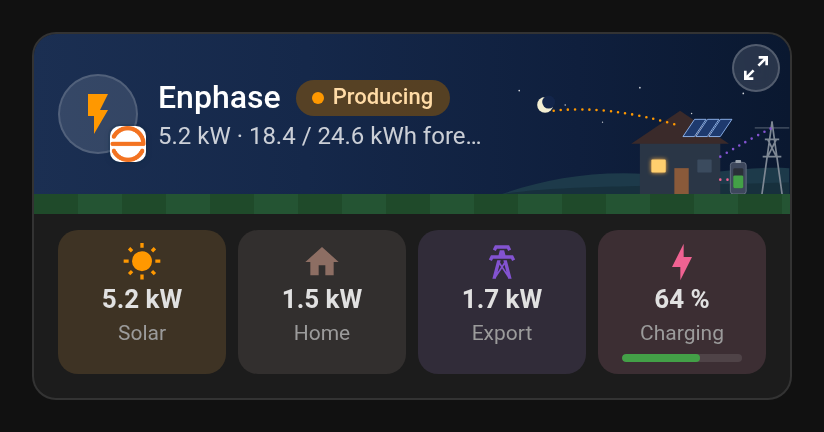 Enphase
Producing
5.2 kW · 18.4 / 24.6 kWh fore…
5.2 kW
Solar
1.5 kW
Home
1.7 kW
Export
64 %
Charging